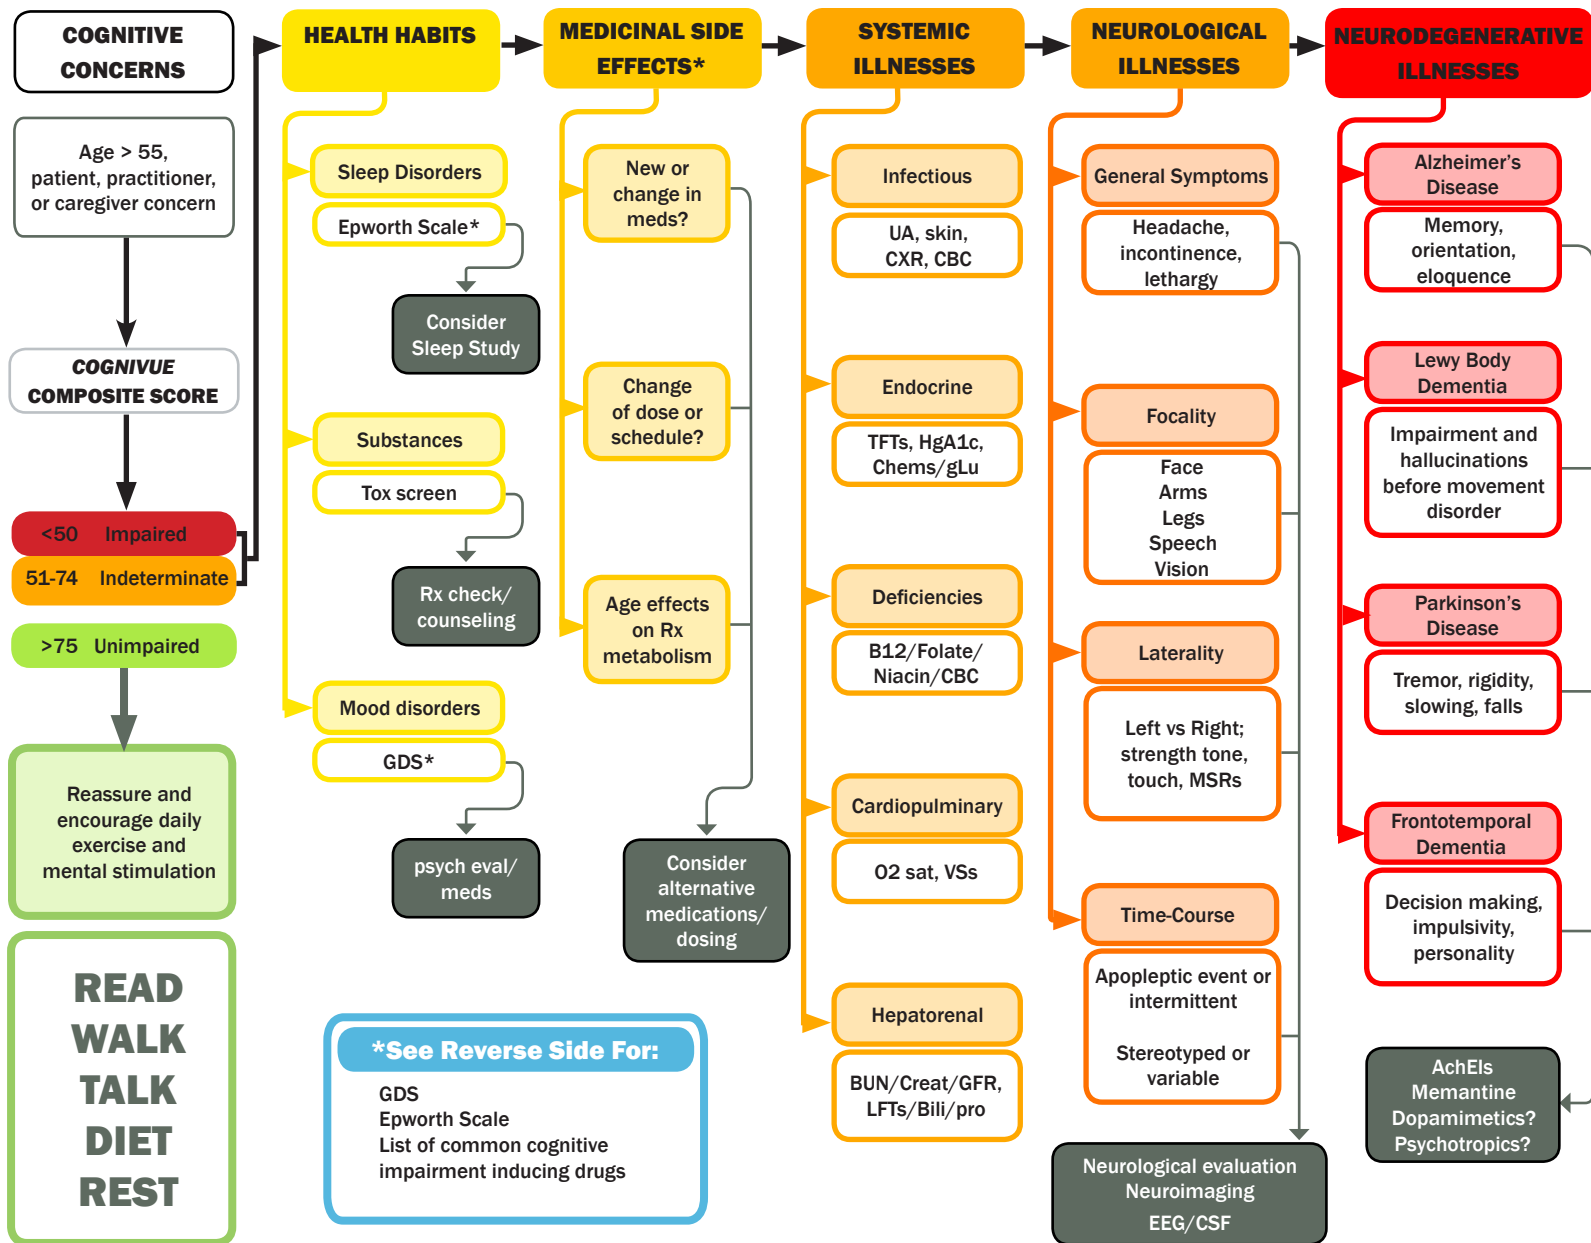 COGNITIVE
CONCERNS
Age > 55,
patient, practitioner,
or caregiver concern
COGNIVUE
COMPOSITE SCORE
<50 Impaired
51-74 Indeterminate
>75 Unimpaired
Reassure and
encourage daily
exercise and
mental stimulation
READ
WALK
TALK
DIET
REST
HEALTH HABITS
Sleep Disorders
Epworth Scale*
Consider
Sleep Study
Substances
Tox screen
Rx check/
counseling
Mood disorders
GDS*
psych eval/
meds
MEDICINAL SIDE
EFFECTS*
New or
change in
meds?
Change
of dose or
schedule?
Age effects
on Rx
metabolism
Consider
alternative
medications/
dosing
*See Reverse Side For:
GDS
Epworth Scale
List of common cognitive
impairment inducing drugs
SYSTEMIC
ILLNESSES
Infectious
UA, skin,
CXR, CBC
Endocrine
TFTs, HgA1c,
Chems/gLu
Deficiencies
B12/Folate/
Niacin/CBC
Cardiopulminary
O2 sat, VSs
Hepatorenal
BUN/Creat/GFR,
LFTs/Bili/pro
NEUROLOGICAL
ILLNESSES
General Symptoms
Headache,
incontinence,
lethargy
Focality
Face
Arms
Legs
Speech
Vision
Laterality
Left vs Right;
strength tone,
touch, MSRs
Time-Course
Apopleptic event or
intermittent
Stereotyped or
variable
Neurological evaluation
Neuroimaging
EEG/CSF
NEURODEGENERATIVE
ILLNESSES
Alzheimer's
Disease
Memory,
orientation,
eloquence
Lewy Body
Dementia
Impairment and
hallucinations
before movement
disorder
Parkinson's
Disease
Tremor, rigidity,
slowing, falls
Frontotemporal
Dementia
Decision making,
impulsivity,
personality
AchEIs
Memantine
Dopamimetics?
Psychotropics?